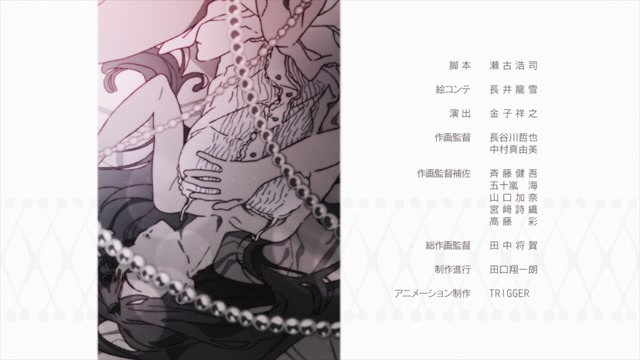 脚本 瀬古浩司
絵コンテ 長井龍雪
演出 金子祥之
作画監督 長谷川哲也
中村真由美
作画監督補佐 斉藤健吾
五十嵐 海
山口加奈
宮﨑詩織
高藤 彩
総作画監督 田中将賀
制作進行 田口翔一朗
アニメーション制作 TRIGGER